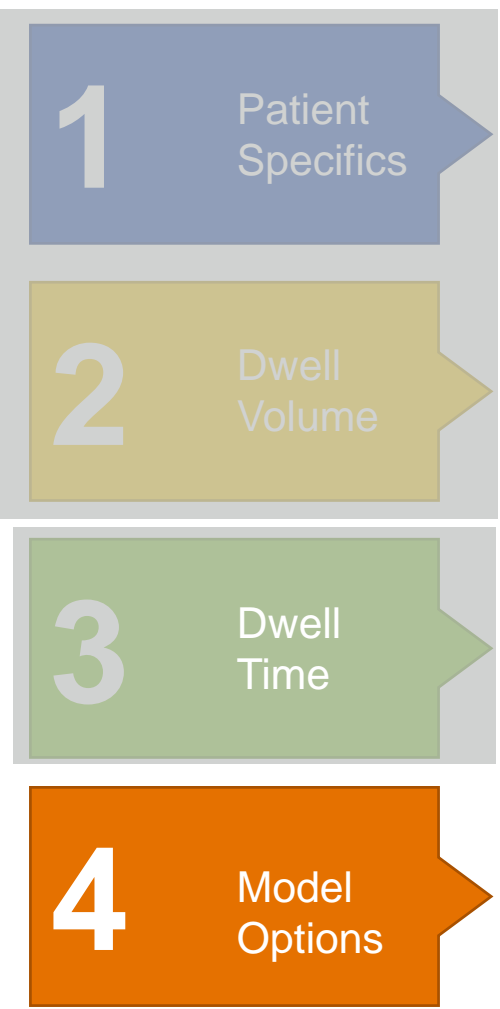 1
Patient
Specifics
2
Dwell
Volume
3
Dwell
Time
4
Model
Options